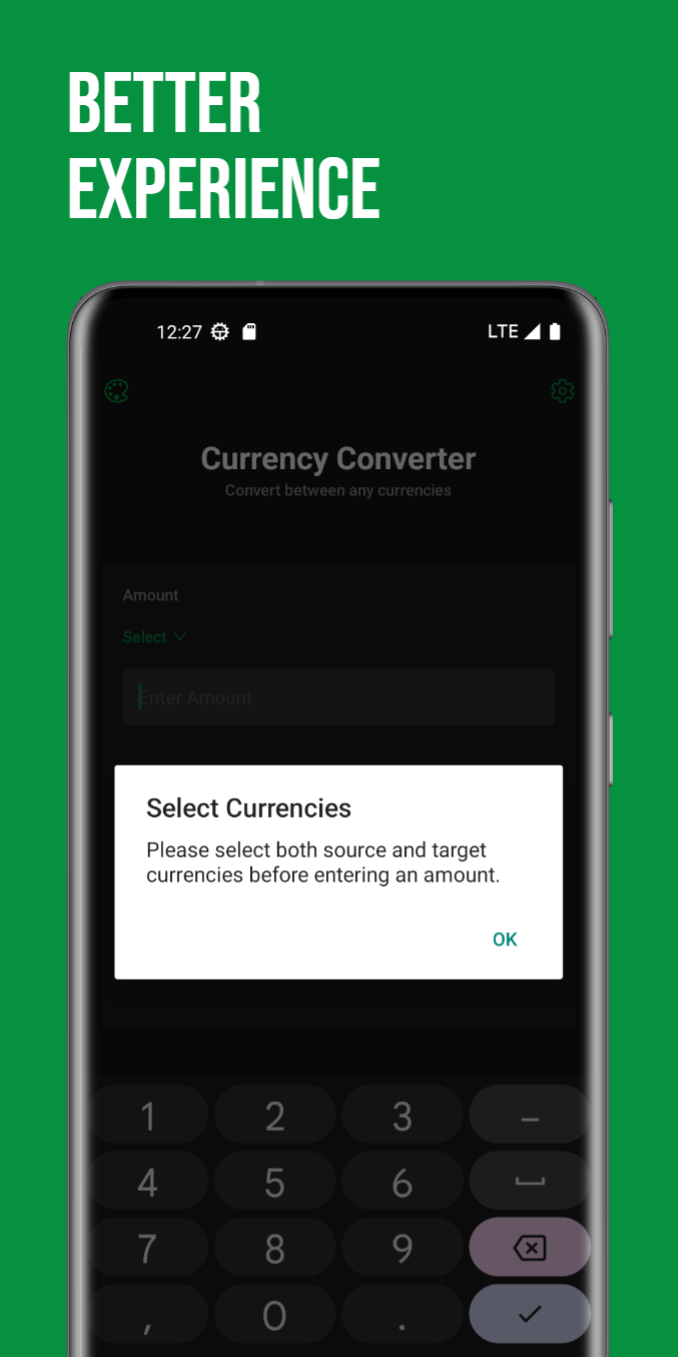 BETTER
EXPERIENCE
12:27
LTE
Currency Converter
Convert between any currencies
Amount
Select
Enter Amount
Select Currencies
Please select both source and target
currencies before entering an amount.
OK
1 2 3 –
4 5 6
7 8 9
, 0 .